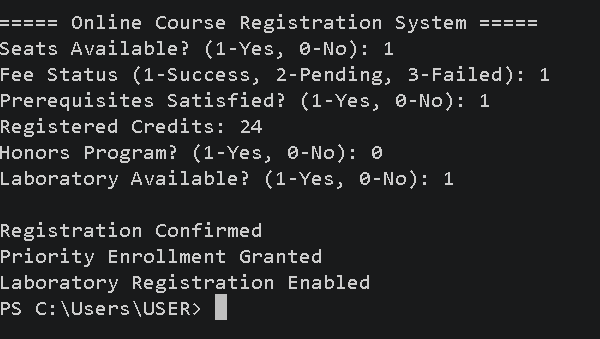 ===== Online Course Registration System =====
Seats Available? (1-Yes, 0-No): 1
Fee Status (1-Success, 2-Pending, 3-Failed): 1
Prerequisites Satisfied? (1-Yes, 0-No): 1
Registered Credits: 24
Honors Program? (1-Yes, 0-No): 0
Laboratory Available? (1-Yes, 0-No): 1
Registration Confirmed
Priority Enrollment Granted
Laboratory Registration Enabled
PS C:\Users\USER>